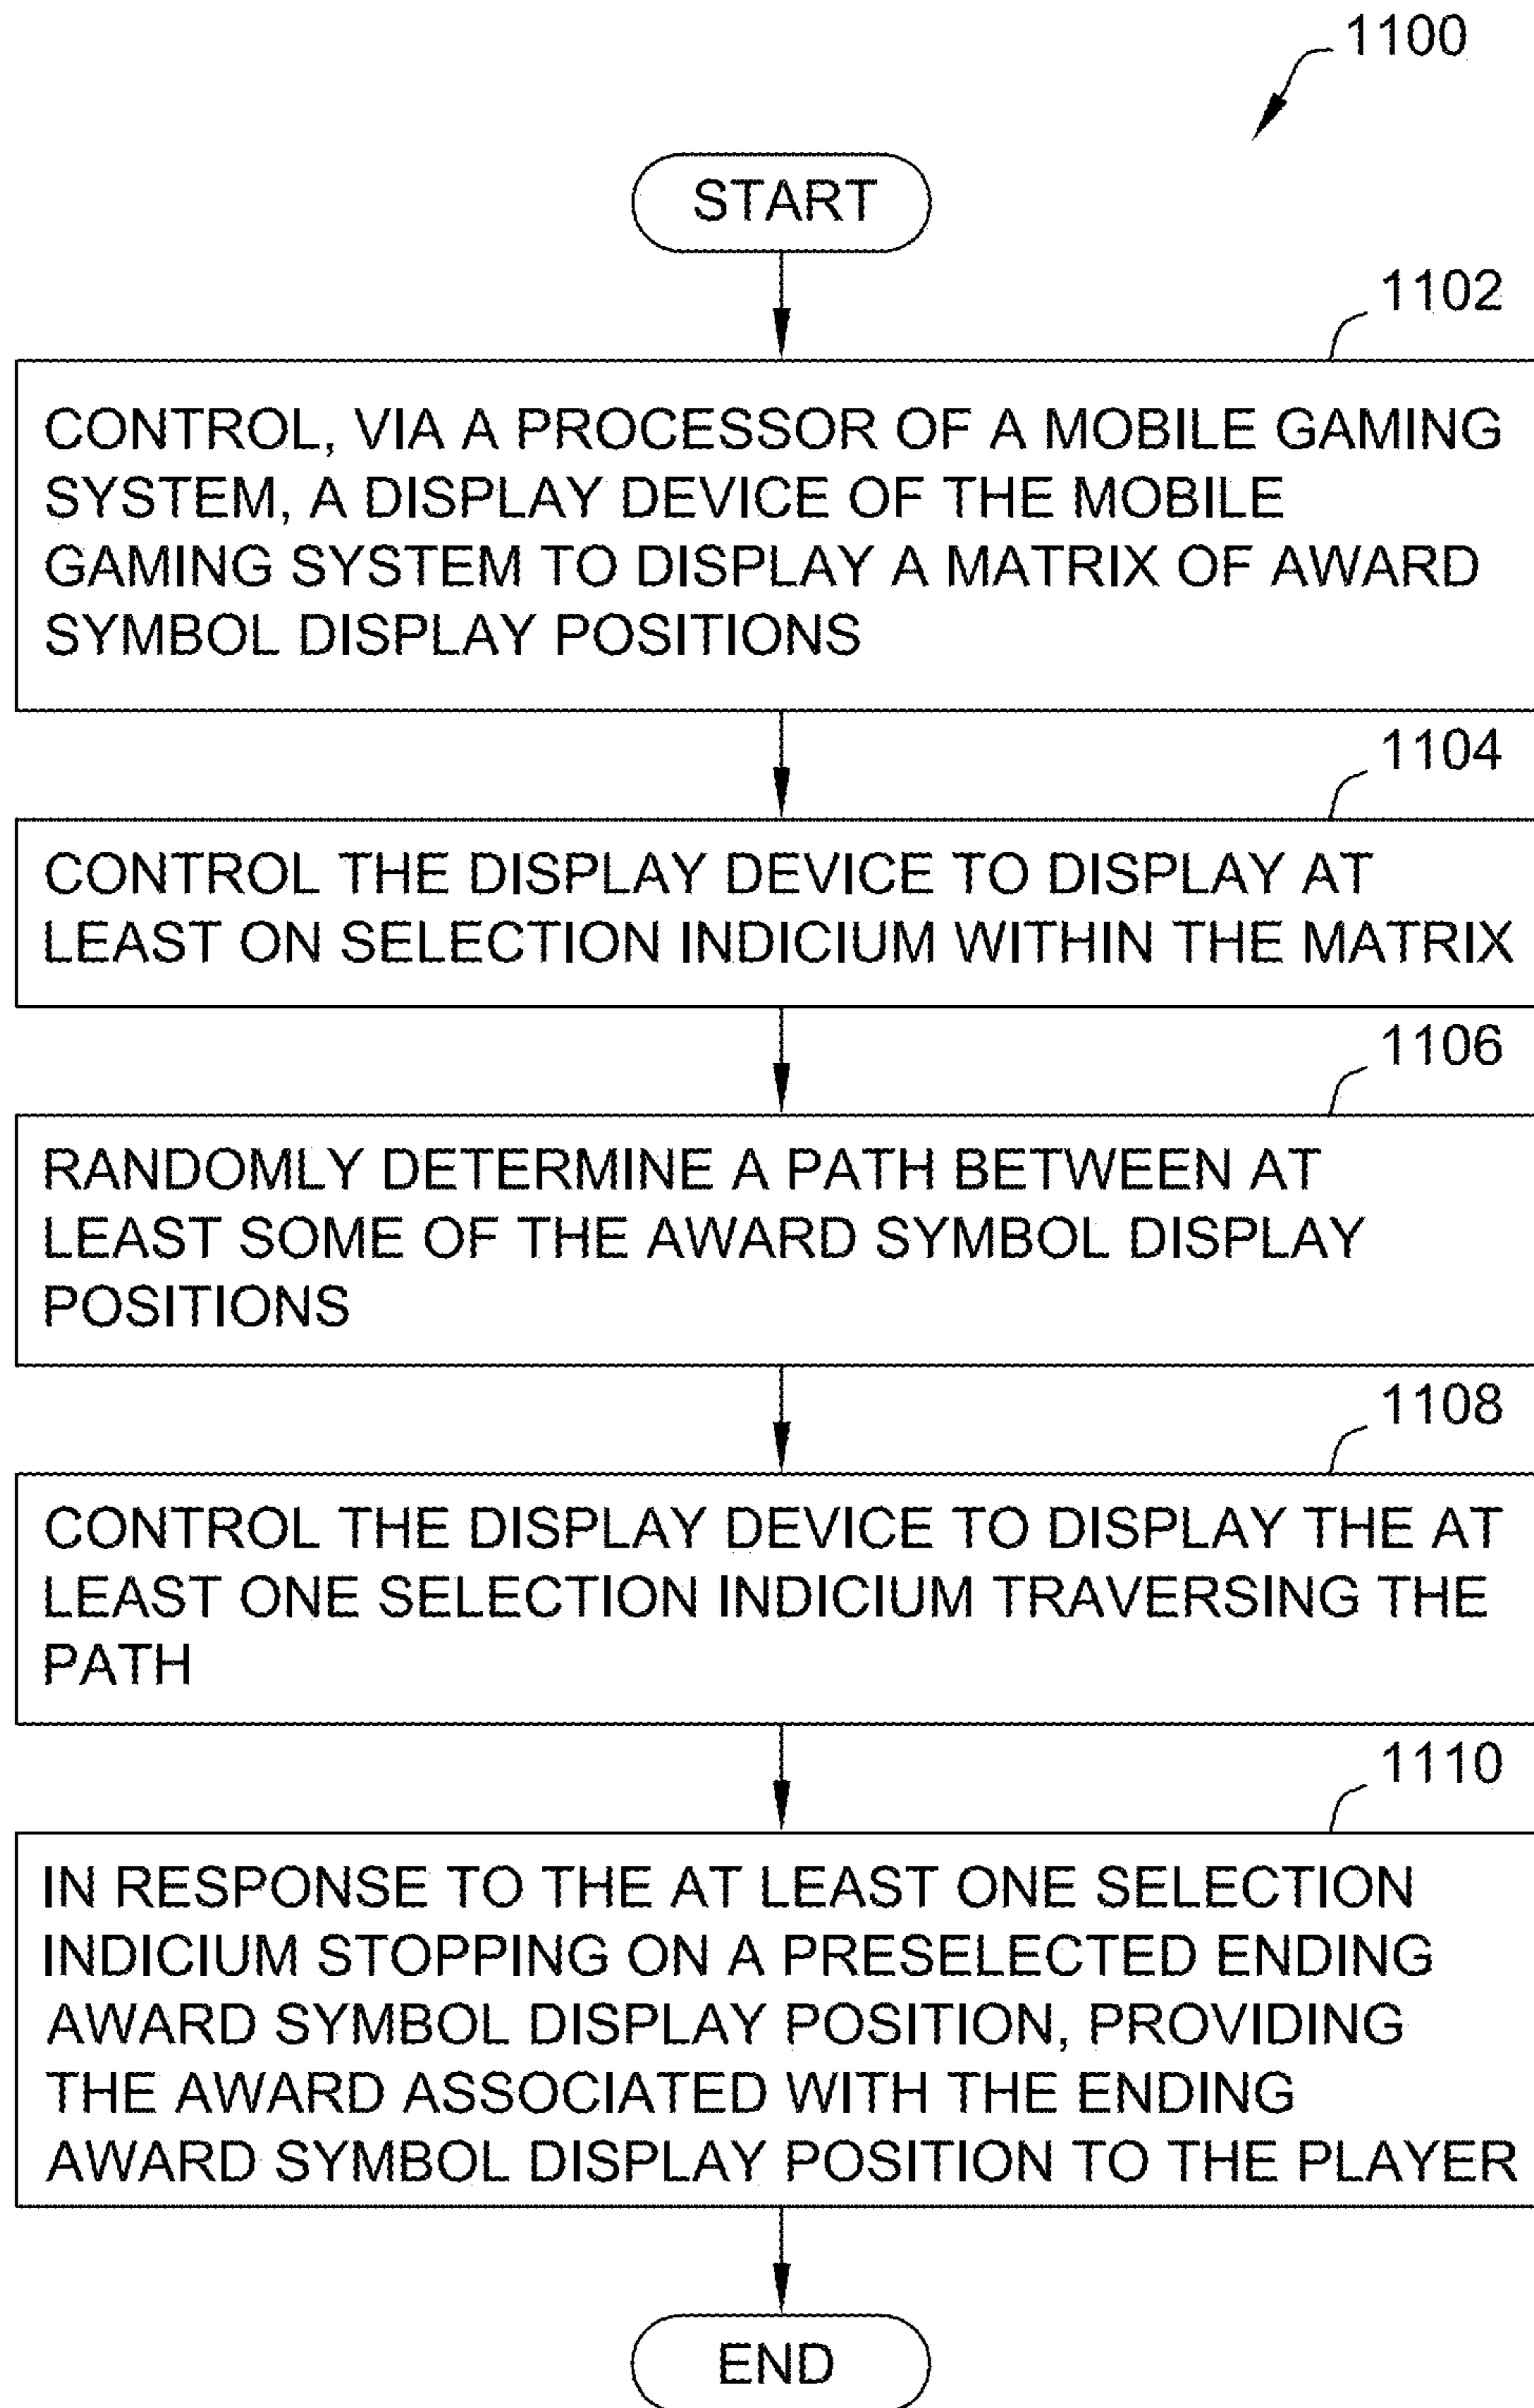 1100
START
1102
CONTROL, VIA A PROCESSOR OF A MOBILE GAMING
SYSTEM, A DISPLAY DEVICE OF THE MOBILE
GAMING SYSTEM TO DISPLAY A MATRIX OF AWARD
SYMBOL DISPLAY POSITIONS
1104
CONTROL THE DISPLAY DEVICE TO DISPLAY AT
LEAST ON SELECTION INDICIUM WITHIN THE MATRIX
1106
RANDOMLY DETERMINE A PATH BETWEEN AT
LEAST SOME OF THE AWARD SYMBOL DISPLAY
POSITIONS
1108
CONTROL THE DISPLAY DEVICE TO DISPLAY THE AT
LEAST ONE SELECTION INDICIUM TRAVERSING THE
PATH
1110
IN RESPONSE TO THE AT LEAST ONE SELECTION
INDICIUM STOPPING ON A PRESELECTED ENDING
AWARD SYMBOL DISPLAY POSITION, PROVIDING
THE AWARD ASSOCIATED WITH THE ENDING
AWARD SYMBOL DISPLAY POSITION TO THE PLAYER
END